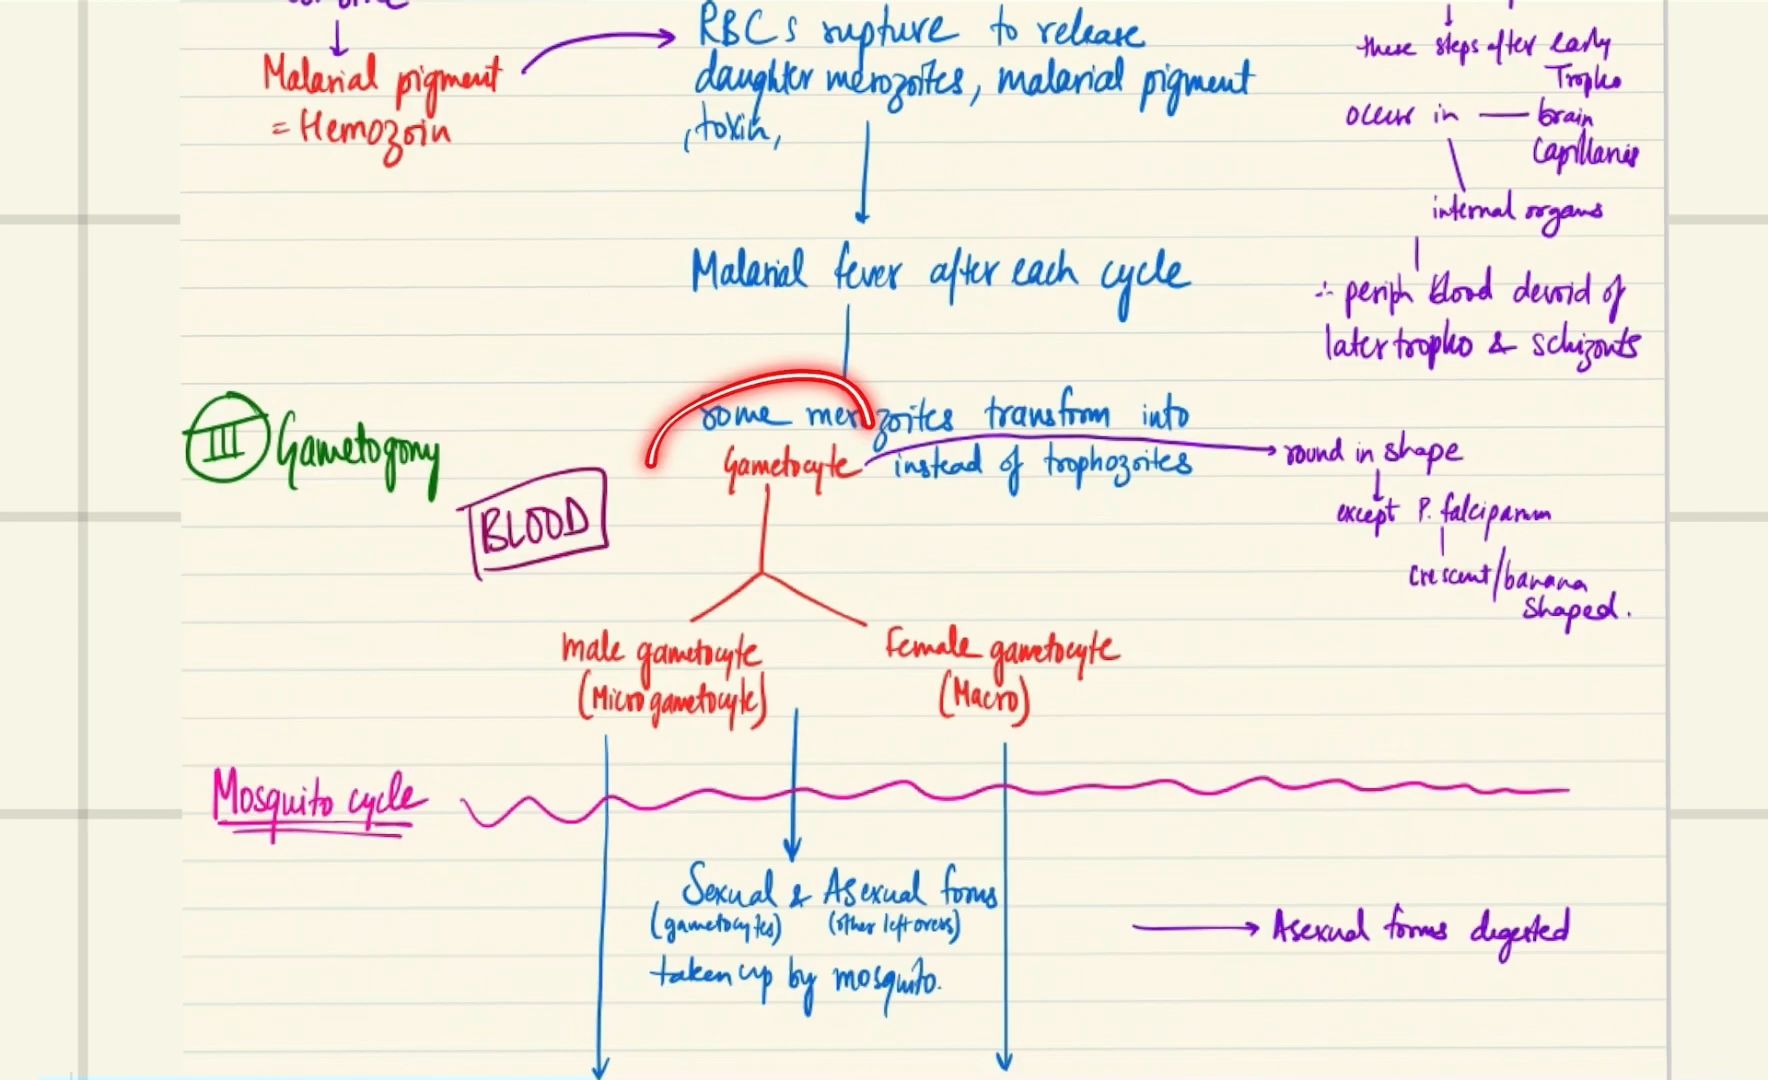 Malarial pigment
= Hemozoin
RBCs rupture to release
daughter merozoites, malarial pigment
, toxin,
these steps after early
Tropho
occur in — brain
Capillaries
internal organs
∴ periph blood devoid of
later tropho & schizonts
Malarial fever after each cycle
III Gametogony
BLOOD
some merozoites transform into
Gametocyte instead of trophozoites
round in shape
except P. falciparum
crescent/banana
shaped.
male gametocyte
(Microgametocyte)
Female gametocyte
(Macro)
Mosquito cycle
Sexual & Asexual forms
(gametocytes) (other leftovers)
taken up by mosquito.
Asexual forms digested